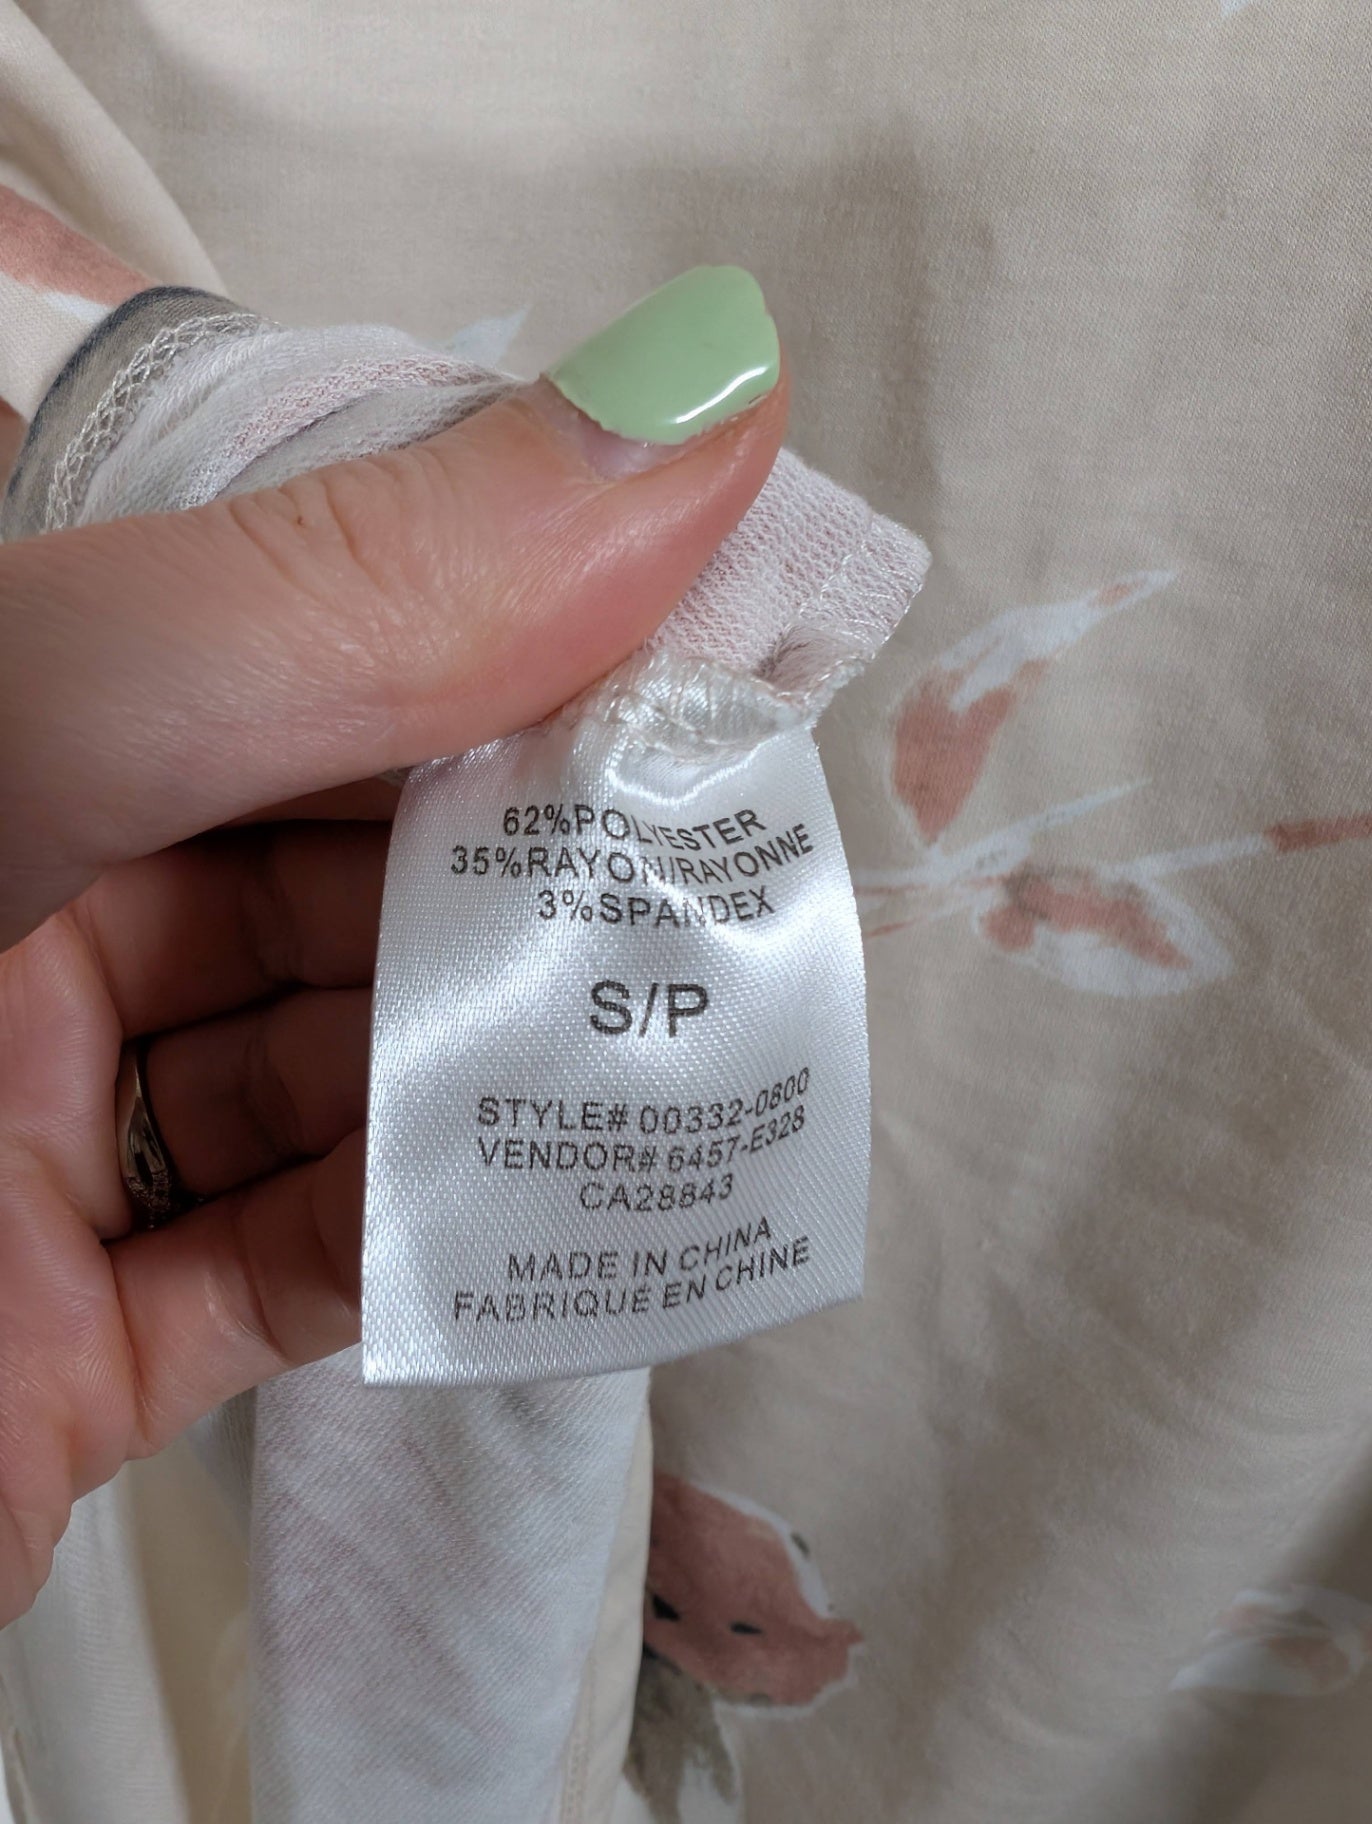 62%POLYESTER
35%RAYON/RAYONNE
3%SPANDEX
S/P
STYLE# 00332-0800
VENDOR# 6457-E328
CA28843
MADE IN CHINA
FABRIQUÉ EN CHINE